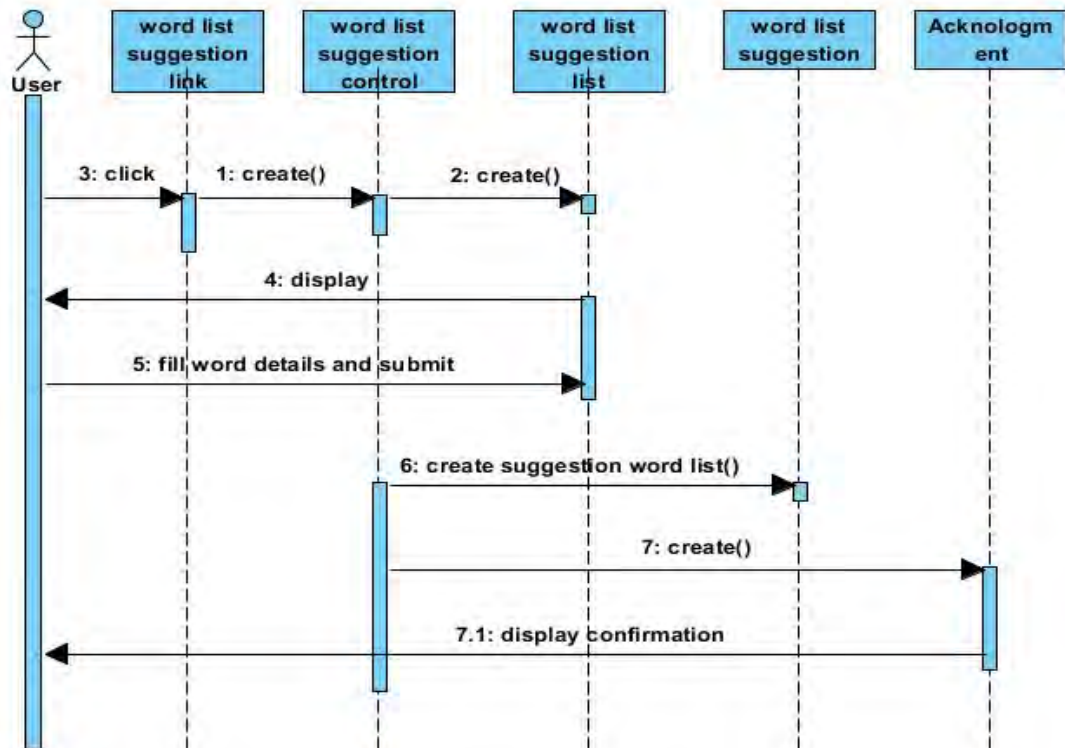 User
word list
suggestion
link
word list
suggestion
control
word list
suggestion
list
word list
suggestion
Acknologm
ent
3: click
1: create()
2: create()
4: display
5: fill word details and submit
6: create suggestion word list()
7: create()
7.1: display confirmation